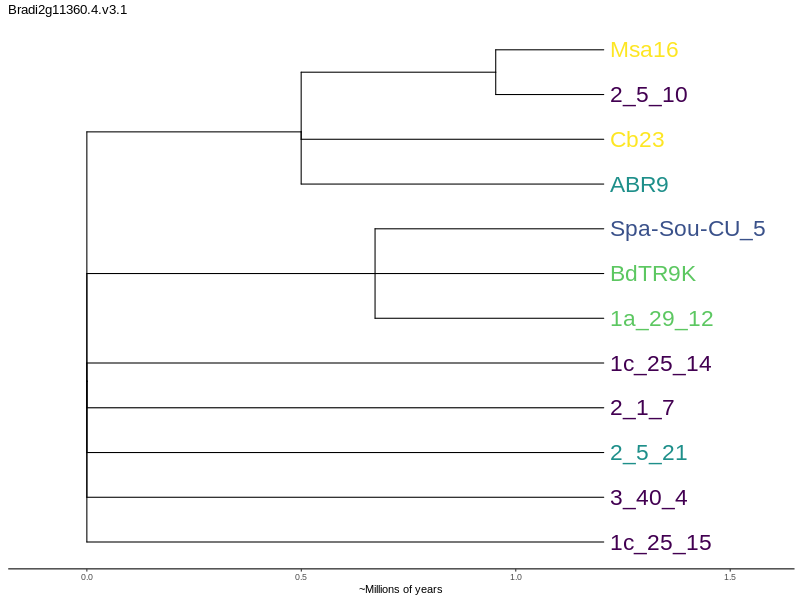 Bradi2g11360.4.v3.1
Msa16
2_5_10
Cb23
ABR9
Spa-Sou-CU_5
BdTR9K
1a_29_12
1c_25_14
2_1_7
2_5_21
3_40_4
1c_25_15
0.0 0.5 1.0 1.5
~Millions of years